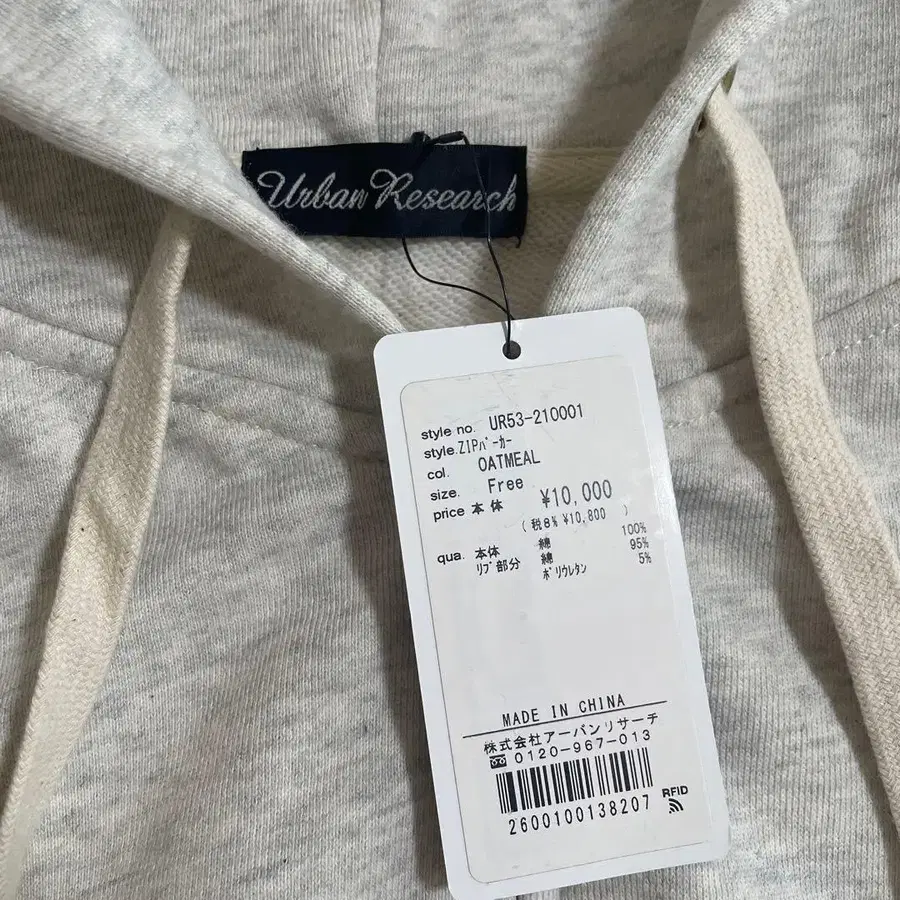 Urban Research
style no. UR53-210001
style. ZIPパーカー
col. OATMEAL
size. Free
price 本体 ¥10,000
( 税8% ¥10,800 )
qua. 本体 綿 100%
リブ部分 綿 95%
ポリウレタン 5%
MADE IN CHINA
株式会社アーバンリサーチ
0120-967-013
RFID
2600100138207